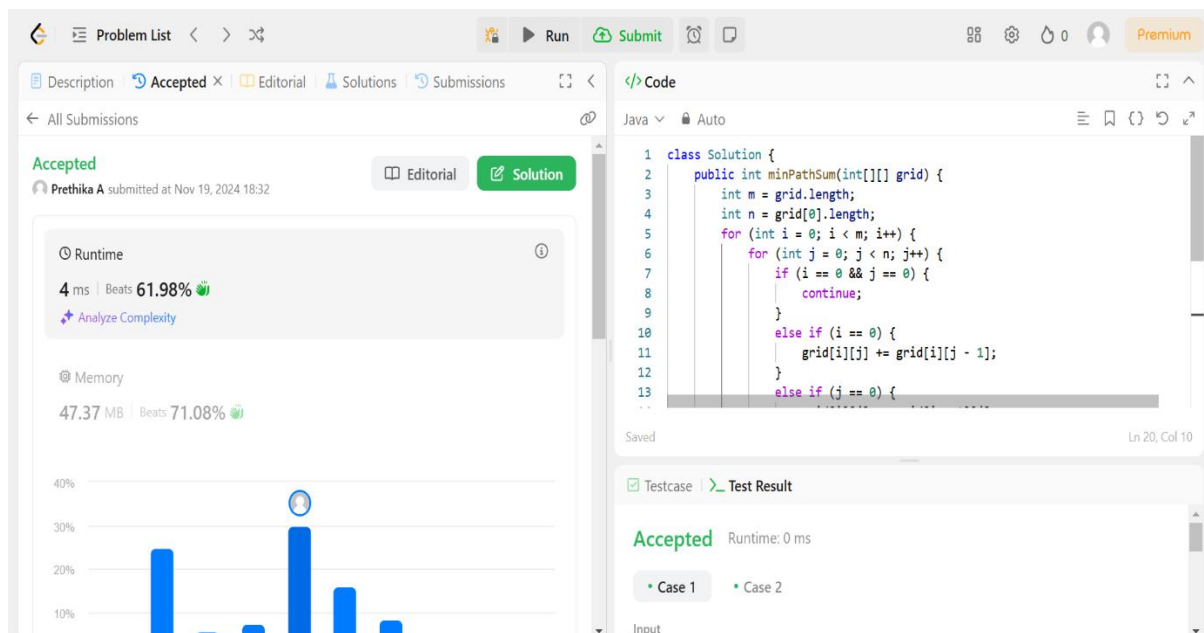 Problem List
Run
Submit
0
Premium
Description
Accepted
Editorial
Solutions
Submissions
All Submissions
Accepted
Prethika A submitted at Nov 19, 2024 18:32
Editorial
Solution
Runtime
4 ms | Beats 61.98%
Analyze Complexity
Memory
47.37 MB | Beats 71.08%
40%
30%
20%
10%
</> Code
Java
Auto
1 class Solution {
2 public int minPathSum(int[][] grid) {
3 int m = grid.length;
4 int n = grid[0].length;
5 for (int i = 0; i < m; i++) {
6 for (int j = 0; j < n; j++) {
7 if (i == 0 && j == 0) {
8 continue;
9 }
10 else if (i == 0) {
11 grid[i][j] += grid[i][j - 1];
12 }
13 else if (j == 0) {
Saved
Ln 20, Col 10
Testcase
Test Result
Accepted Runtime: 0 ms
• Case 1
• Case 2
Input